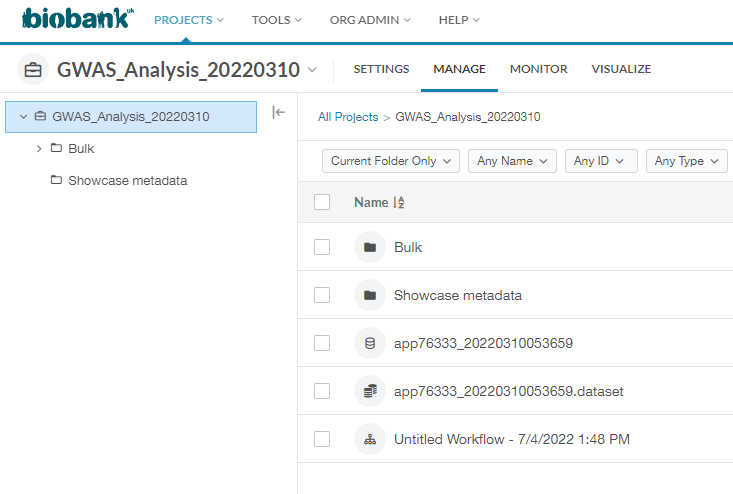 biobank uk PROJECTS TOOLS ORG ADMIN HELP
GWAS_Analysis_20220310 SETTINGS MANAGE MONITOR VISUALIZE
GWAS_Analysis_20220310
Bulk
Showcase metadata
All Projects > GWAS_Analysis_20220310
Current Folder Only Any Name Any ID Any Type
Name
Bulk
Showcase metadata
app76333_20220310053659
app76333_20220310053659.dataset
Untitled Workflow - 7/4/2022 1:48 PM